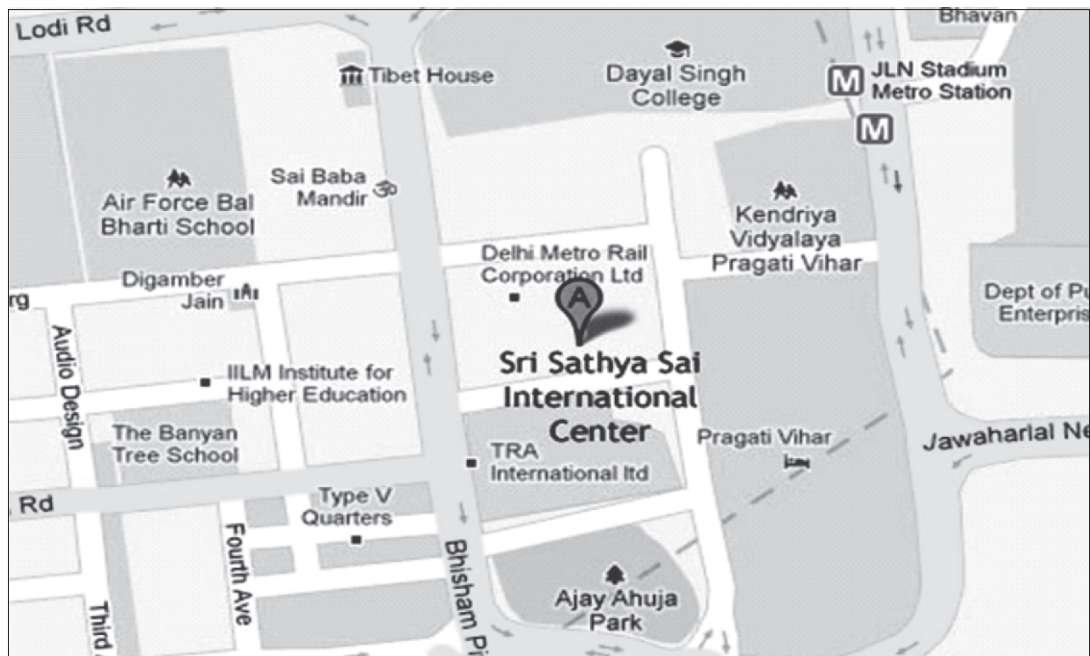 Lodi Rd
Bhavan
Tibet House
Dayal Singh
College
M
JLN Stadium
Metro Station
M
Sai Baba
Mandir
ॐ
Air Force Bal
Bharti School
Kendriya
Vidyalaya
Pragati Vihar
Delhi Metro Rail
Corporation Ltd
Digamber
Jain
rg
A
Dept of Pu
Enterpris
Audio Design
Sri Sathya Sai
International
Center
IILM Institute for
Higher Education
The Banyan
Tree School
TRA
International ltd
Pragati Vihar
Jawaharlal Ne
Rd
Type V
Quarters
Fourth Ave
Bhisham Pi
Third
Ajay Ahuja
Park